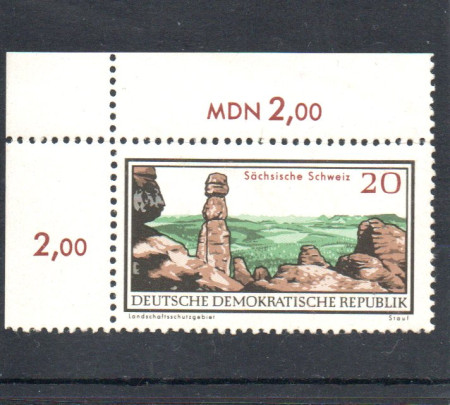 MDN 2,00
2,00
Sächsische Schweiz 20
DEUTSCHE DEMOKRATISCHE REPUBLIK
Landschaftsschutzgebiet Stauf